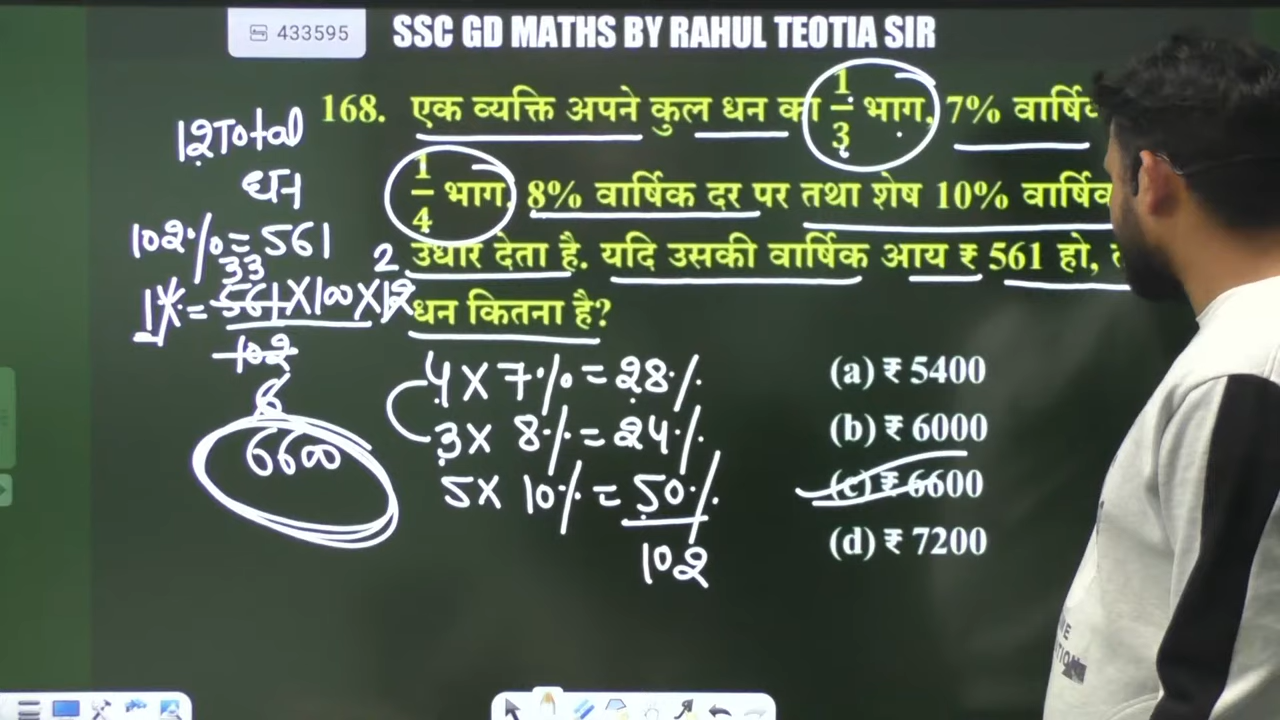 433595
SSC GD MATHS BY RAHUL TEOTIA SIR
168. एक व्यक्ति अपने कुल धन का 1/3 भाग, 7% वार्षिक
1/4 भाग, 8% वार्षिक दर पर तथा शेष 10% वार्षिक
उधार देता है. यदि उसकी वार्षिक आय ₹ 561 हो,
धन कितना है?
(a) ₹ 5400
(b) ₹ 6000
(c) ₹ 6600
(d) ₹ 7200
12 Total
धन
102% = 561
33 2
= 561 X 100 X 12
102
6
6600
4 X 7% = 28%
3 X 8% = 24%
5 X 10% = 50%
102